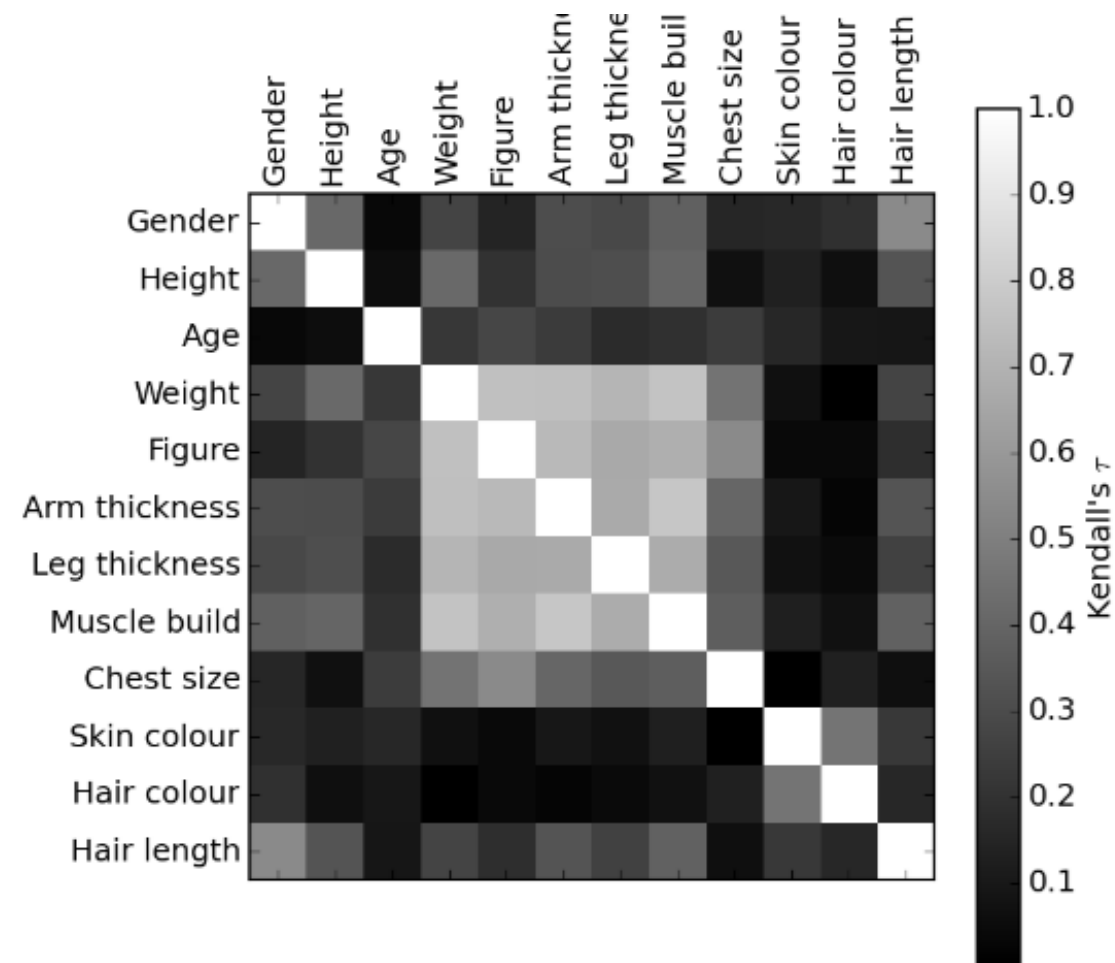 Gender
Height
Age
Weight
Figure
Arm thickn
Leg thickne
Muscle buil
Chest size
Skin colour
Hair colour
Hair length
Gender
Height
Age
Weight
Figure
Arm thickness
Leg thickness
Muscle build
Chest size
Skin colour
Hair colour
Hair length
1.0
0.9
0.8
0.7
0.6
0.5
0.4
0.3
0.2
0.1
Kendall's τ